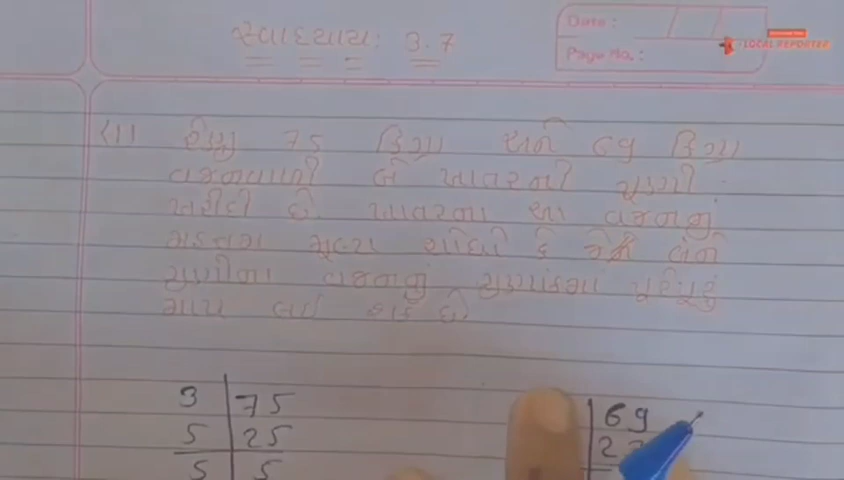 સ્વાધ્યાય: 3.7
Date:
Page No.:
LOCAL REPORTER
(1) રેણુ 75 કિગ્રા અને 69 કિગ્રા
વજનવાળી બે ખાતરની ગુણી
ખરીદી છે. ખાતરના આ વજનનું
મહત્તમ મૂલ્ય શોધો કે જેથી બંને
ગુણીના વજનનું ગુણાંકમાં પૂરેપૂરું
માપ લઈ શકે છે
3 75 69
5 25 2
5 5